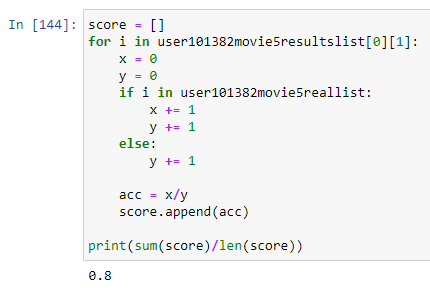 In [144]: score = []
for i in user101382movie5resultslist[0][1]:
    x = 0
    y = 0
    if i in user101382movie5reallist:
        x += 1
        y += 1
    else:
        y += 1

    acc = x/y
    score.append(acc)

print(sum(score)/len(score))
0.8